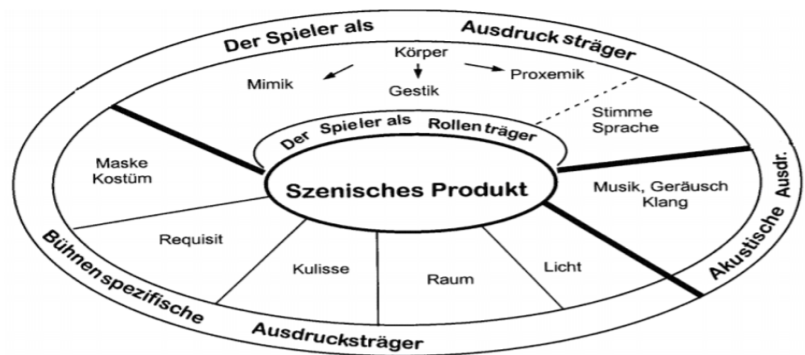 Der Spieler als Ausdrucksträger
Körper
Mimik
Gestik
Proxemik
Stimme
Sprache
Der Spieler als Rollenträger
Maske
Kostüm
Szenisches Produkt
Musik, Geräusch
Klang
Requisit
Kulisse
Raum
Licht
Akustische Ausdr.
Bühnenspezifische Ausdrucksträger